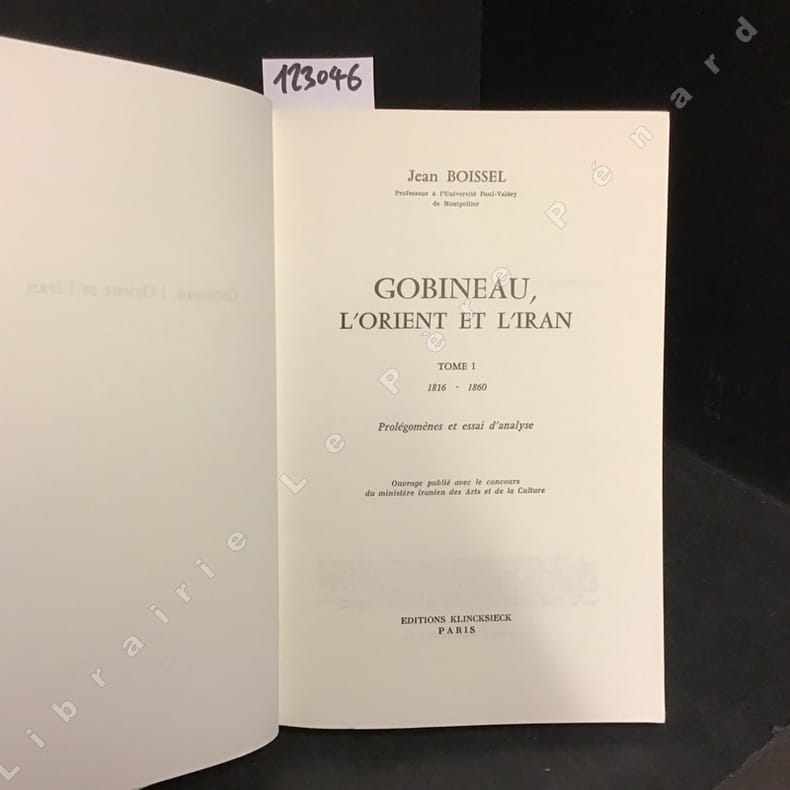 123046
Jean BOISSEL
Professeur à l'Université Paul-Valéry
de Montpellier
GOBINEAU,
L'ORIENT ET L'IRAN
TOME I
1816 - 1860
Prolégomènes et essai d'analyse
Ouvrage publié avec le concours
du ministère iranien des Arts et de la Culture
EDITIONS KLINCKSIECK
PARIS
Librairie Le Père Pénard